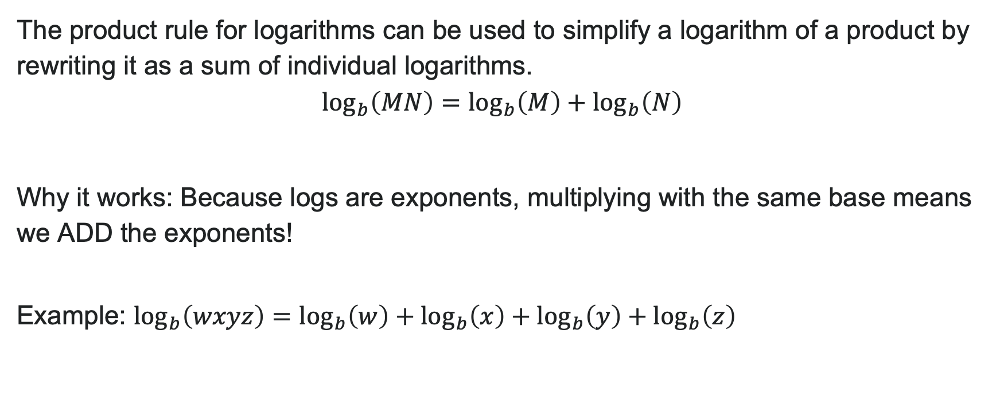 The product rule for logarithms can be used to simplify a logarithm of a product by
rewriting it as a sum of individual logarithms.
log_b(MN) = log_b(M) + log_b(N)
Why it works: Because logs are exponents, multiplying with the same base means
we ADD the exponents!
Example: log_b(wxyz) = log_b(w) + log_b(x) + log_b(y) + log_b(z)